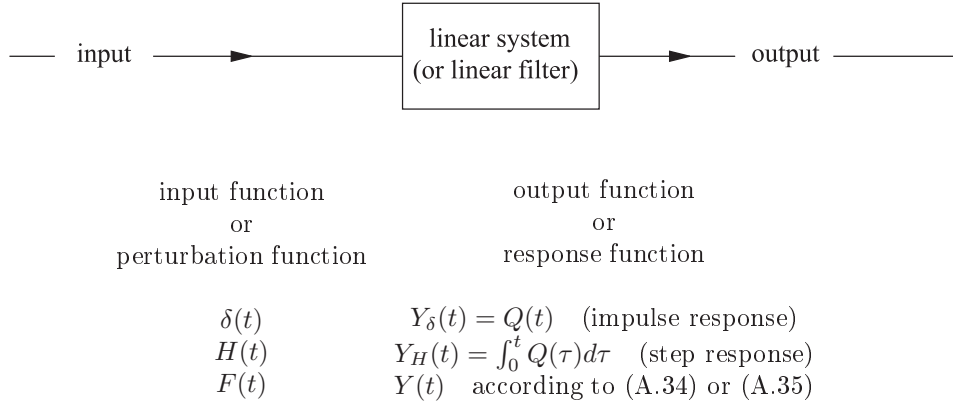 input
linear system
(or linear filter)
output
input function
or
perturbation function
output function
or
response function
δ(t) Y_δ(t) = Q(t) (impulse response)
H(t) Y_H(t) = ∫_0^t Q(τ)dτ (step response)
F(t) Y(t) according to (A.34) or (A.35)